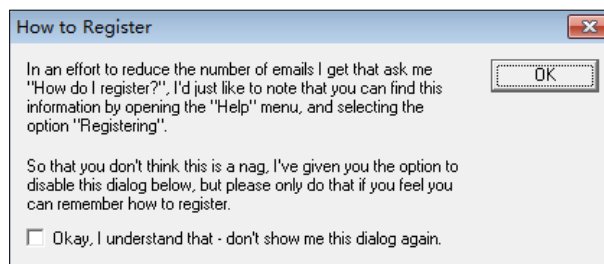 How to Register
In an effort to reduce the number of emails I get that ask me
"How do I register?", I'd just like to note that you can find this
information by opening the "Help" menu, and selecting the
option "Registering".
OK
So that you don't think this is a nag, I've given you the option to
disable this dialog below, but please only do that if you feel you
can remember how to register.
Okay, I understand that - don't show me this dialog again.